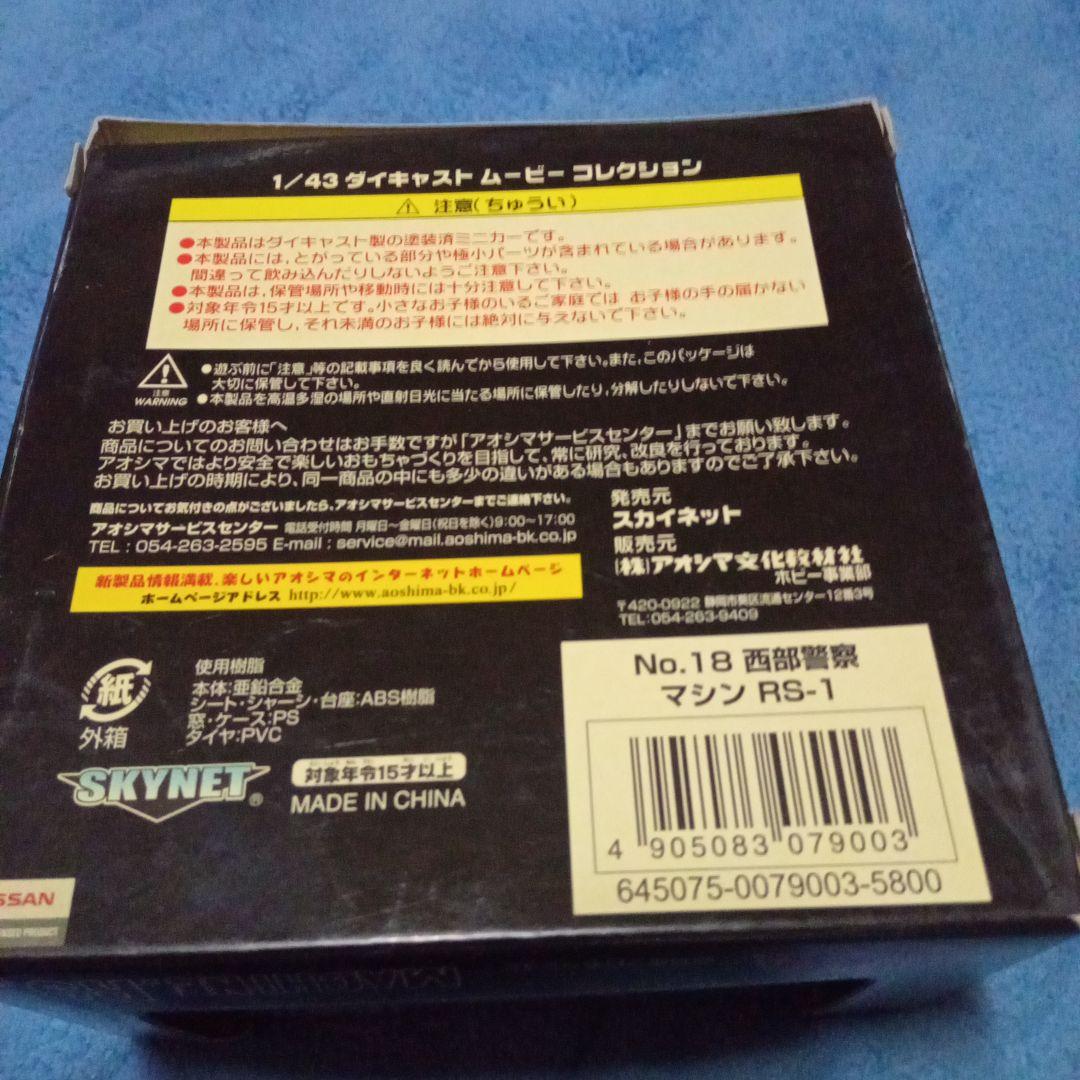 1/43 ダイキャスト ムービー コレクション
⚠ 注意(ちゅうい)
●本製品はダイキャスト製の塗装済ミニカーです。
●本製品には,とがっている部分や極小パーツが含まれている場合があります。
間違って飲み込んだりしないようご注意下さい。
●本製品は,保管場所や移動時には十分注意して下さい。
●対象年令15才以上です。小さなお子様のいるご家庭では お子様の手の届かない
場所に保管し,それ未満のお子様には絶対に与えないで下さい。
注意
WARNING
●遊ぶ前に「注意」等の記載事項を良く読んでから使用して下さい。また,このパッケージは
大切に保管して下さい。
●本製品を高温多湿の場所や直射日光に当たる場所に保管したり,分解したりしないで下さい。
お買い上げのお客様へ
商品についてのお問い合わせはお手数ですが「アオシマサービスセンター」までお願い致します。
アオシマではより安全で楽しいおもちゃづくりを目指して,常に研究、改良を行っております。
お買い上げの時期により,同一商品の中にも多少の違いがある場合もありますのでご了承下さい。
商品についてお気付きの点がございましたら,アオシマサービスセンターまでご連絡下さい。
アオシマサービスセンター 電話受付時間 月曜日~金曜日(祝日を除く)9:00~17:00
TEL : 054-263-2595 E-mail : service@mail.aoshima-bk.co.jp
新製品情報満載.楽しいアオシマのインターネットホームページ
ホームページアドレス http://www.aoshima-bk.co.jp/
発売元
スカイネット
販売元
(株)アオシマ文化教材社
ホビー事業部
〒420-0922 静岡市葵区流通センター12番3号
TEL:054-263-9409
紙
外箱
使用樹脂
本体:亜鉛合金
シート・シャーシ・台座:ABS樹脂
窓・ケース:PS
タイヤ:PVC
SKYNET®
対象年令15才以上
MADE IN CHINA
No.18 西部警察
マシン RS-1
4 905083 079003
645075-0079003-5800
SSAN
PRODUCT